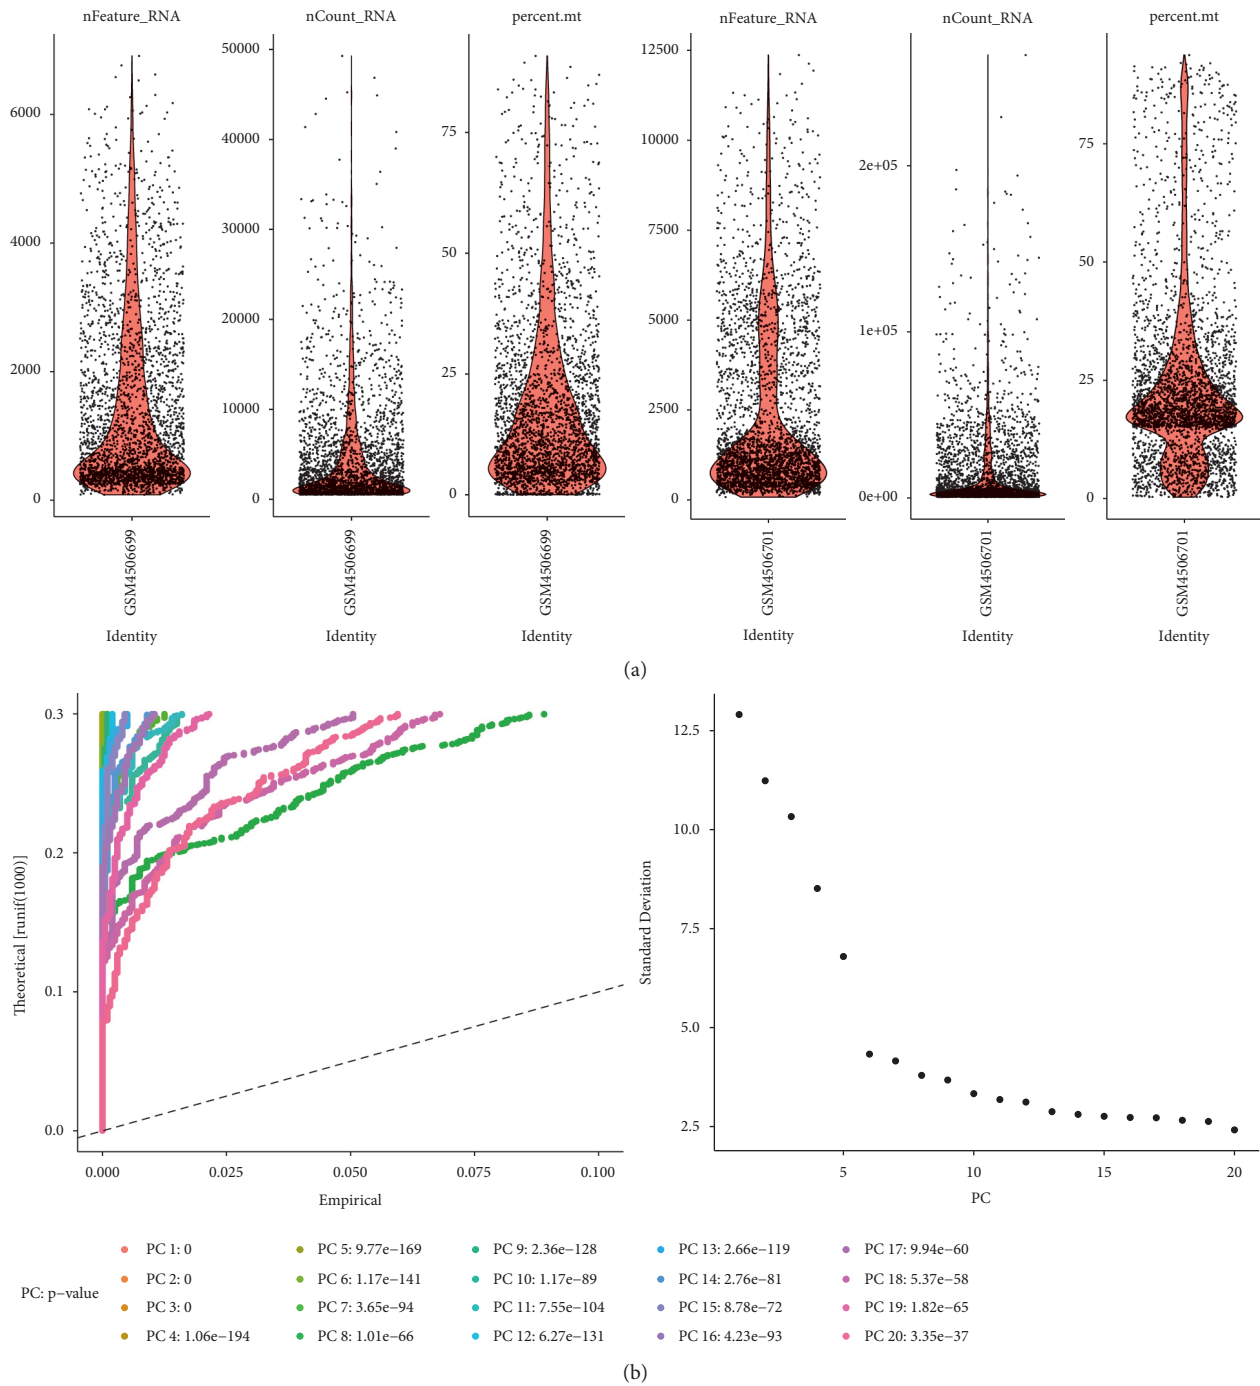 nFeature_RNA nCount_RNA percent.mt nFeature_RNA nCount_RNA percent.mt
6000
4000
2000
0
GSM4506699
Identity
50000
40000
30000
20000
10000
0
GSM4506699
Identity
75
50
25
0
GSM4506699
Identity
12500
10000
7500
5000
2500
0
GSM4506701
Identity
2e+05
1e+05
0e+00
GSM4506701
Identity
75
50
25
0
GSM4506701
Identity
(a)
Theoretical [runif(1000)]
0.3
0.2
0.1
0.0
0.000 0.025 0.050 0.075 0.100
Empirical
Standard Deviation
12.5
10.0
7.5
5.0
2.5
5 10 15 20
PC
PC: p−value
PC 1: 0 PC 5: 9.77e−169 PC 9: 2.36e−128 PC 13: 2.66e−119 PC 17: 9.94e−60
PC 2: 0 PC 6: 1.17e−141 PC 10: 1.17e−89 PC 14: 2.76e−81 PC 18: 5.37e−58
PC 3: 0 PC 7: 3.65e−94 PC 11: 7.55e−104 PC 15: 8.78e−72 PC 19: 1.82e−65
PC 4: 1.06e−194 PC 8: 1.01e−66 PC 12: 6.27e−131 PC 16: 4.23e−93 PC 20: 3.35e−37
(b)